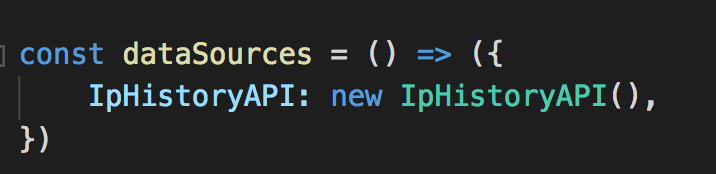 const dataSources = () => ({
    IpHistoryAPI: new IpHistoryAPI(),
})